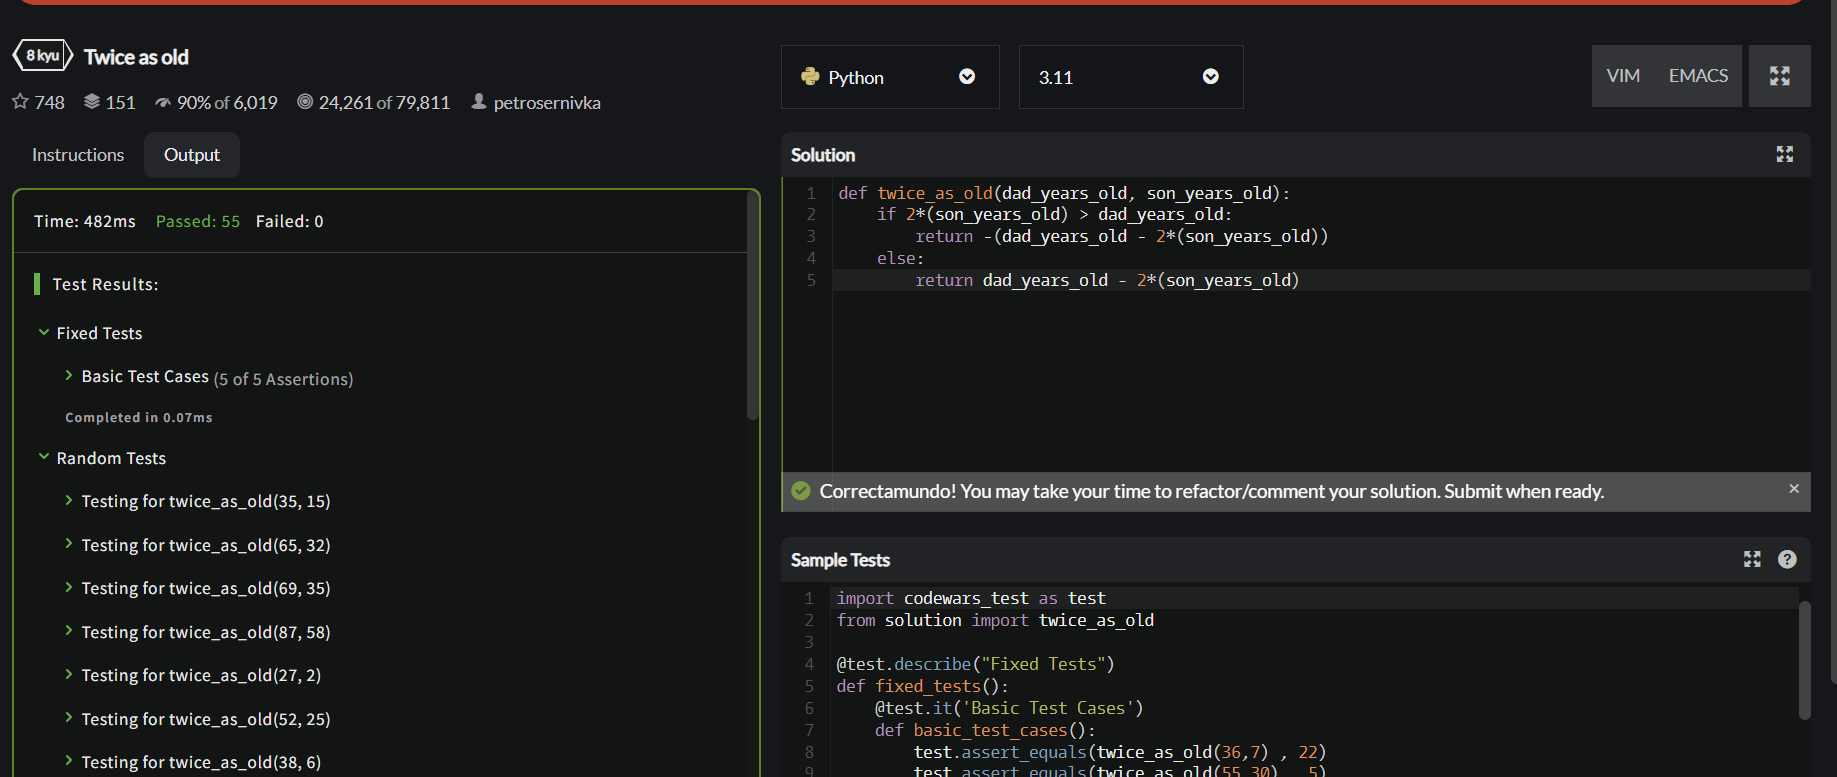 8 kyu Twice as old
748 151 90% of 6,019 24,261 of 79,811 petrosernivka
Instructions Output
Time: 482ms Passed: 55 Failed: 0
Test Results:
Fixed Tests
Basic Test Cases (5 of 5 Assertions)
Completed in 0.07ms
Random Tests
Testing for twice_as_old(35, 15)
Testing for twice_as_old(65, 32)
Testing for twice_as_old(69, 35)
Testing for twice_as_old(87, 58)
Testing for twice_as_old(27, 2)
Testing for twice_as_old(52, 25)
Testing for twice_as_old(38, 6)
Python 3.11 VIM EMACS
Solution
1 def twice_as_old(dad_years_old, son_years_old):
2     if 2*(son_years_old) > dad_years_old:
3         return -(dad_years_old - 2*(son_years_old))
4     else:
5         return dad_years_old - 2*(son_years_old)
Correctamundo! You may take your time to refactor/comment your solution. Submit when ready. ×
Sample Tests ?
1 import codewars_test as test
2 from solution import twice_as_old
3
4 @test.describe("Fixed Tests")
5 def fixed_tests():
6     @test.it('Basic Test Cases')
7     def basic_test_cases():
8         test.assert_equals(twice_as_old(36,7) , 22)
9         test.assert_equals(twice_as_old(55,30) , 5)